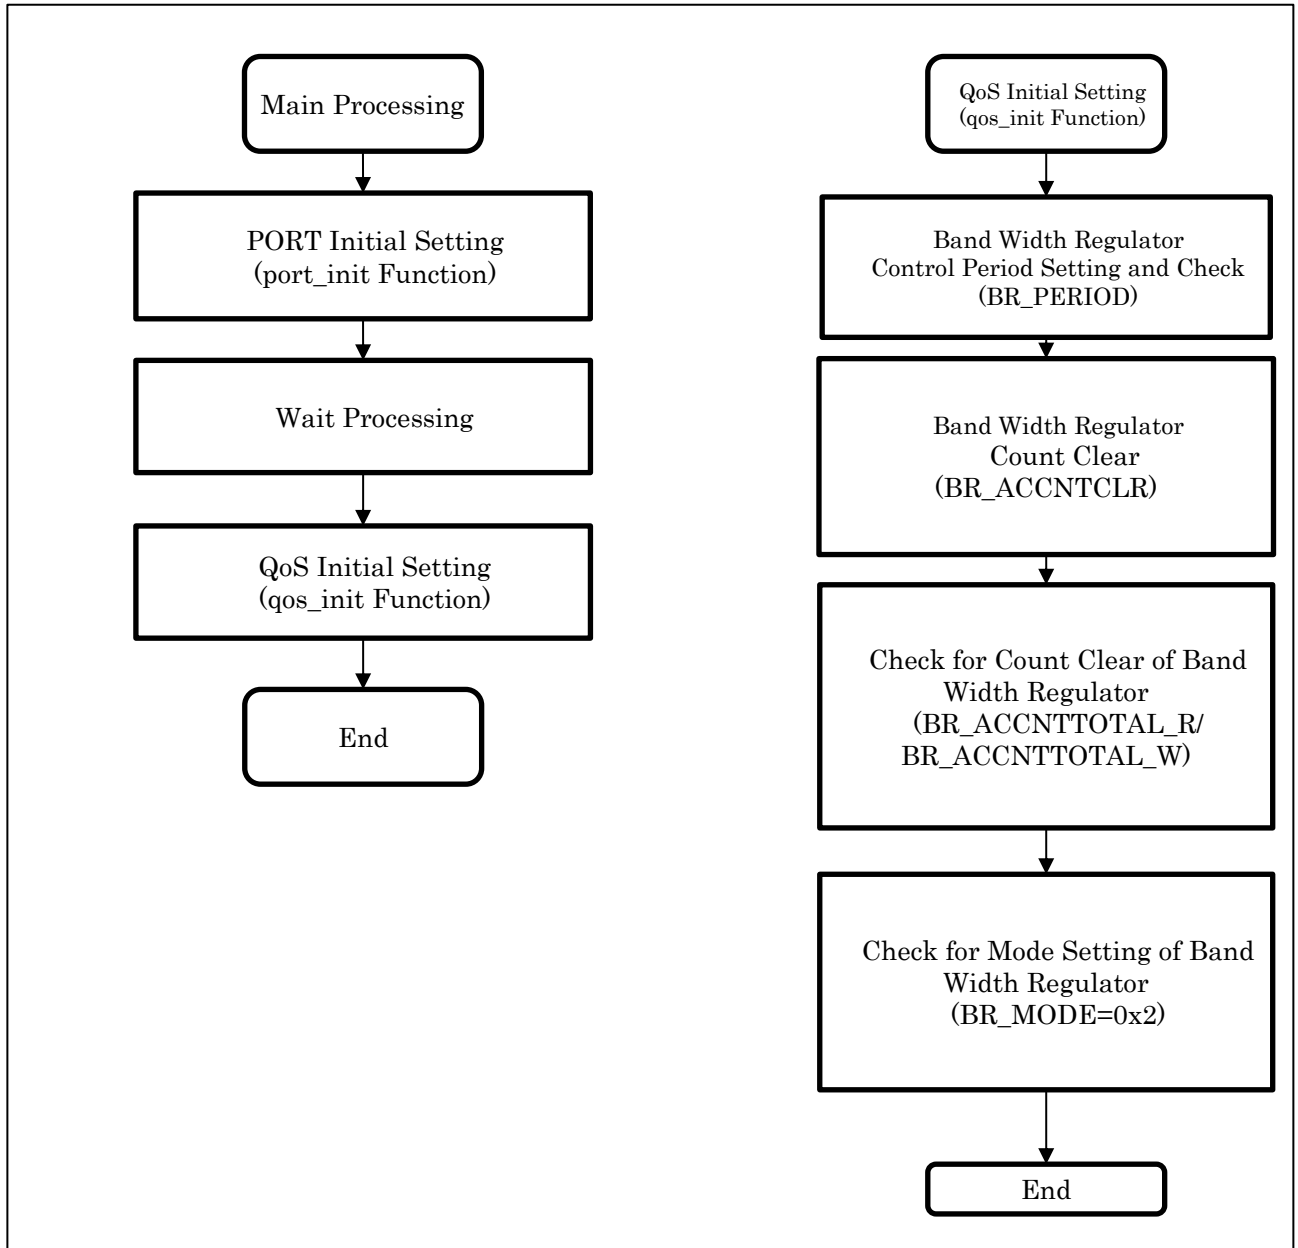 Main Processing
PORT Initial Setting
(port_init Function)
Wait Processing
QoS Initial Setting
(qos_init Function)
End
QoS Initial Setting
(qos_init Function)
Band Width Regulator
Control Period Setting and Check
(BR_PERIOD)
Band Width Regulator
Count Clear
(BR_ACCNTCLR)
Check for Count Clear of Band
Width Regulator
(BR_ACCNTTOTAL_R/
BR_ACCNTTOTAL_W)
Check for Mode Setting of Band
Width Regulator
(BR_MODE=0x2)
End